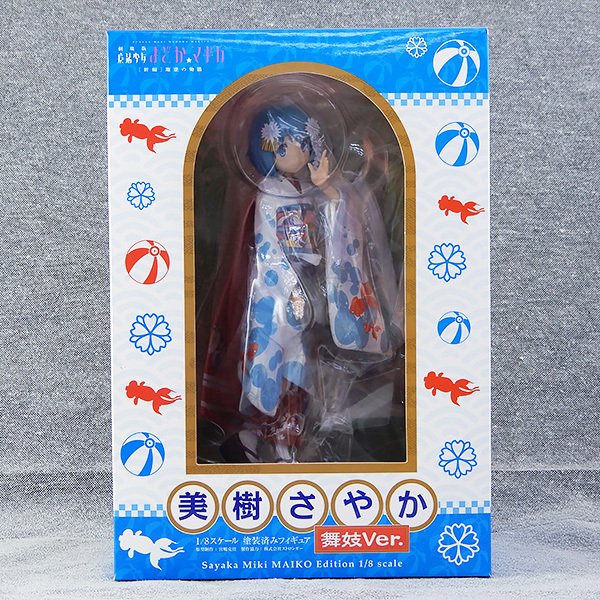 劇場版
魔法少女まどか★マギカ
[新編]叛逆の物語
美樹さやか
1/8スケール 塗装済みフィギュア
舞妓Ver.
Sayaka Miki MAIKO Edition 1/8 scale